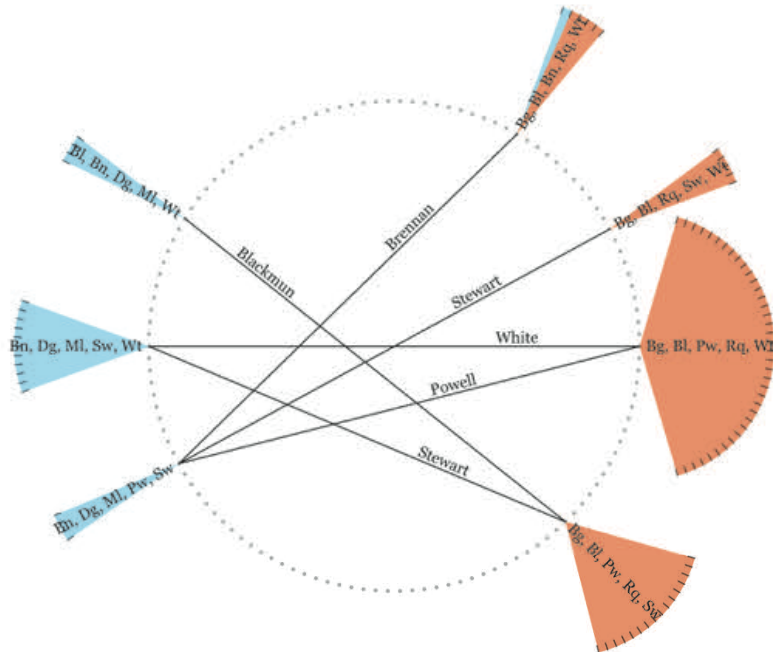 Bg, Bl, Bn, Rq, Wt
Bl, Bn, Dg, Ml, Wt
Bg, Bl, Rq, Sw, Wt
Brennan
Blackmun
Stewart
Bn, Dg, Ml, Sw, Wt
White
Bg, Bl, Pw, Rq, Wt
Powell
Stewart
Bn, Dg, Ml, Pw, Sw
Bg, Bl, Pw, Rq, Sw